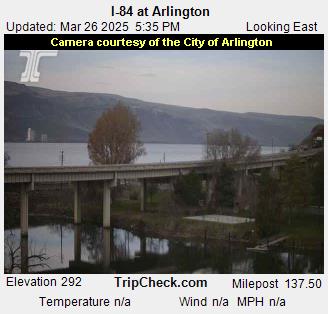 I-84 at Arlington
Updated: Mar 26 2025 5:35 PM Looking East
Camera courtesy of the City of Arlington
Elevation 292 TripCheck.com Milepost 137.50
Temperature n/a Wind n/a MPH n/a